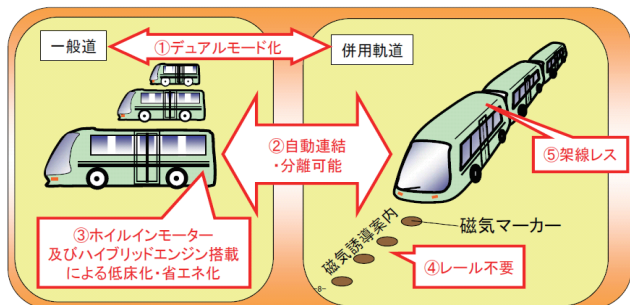 一般道
①デュアルモード化
併用軌道
②自動連結
・分離可能
⑤架線レス
③ホイルインモーター
及びハイブリッドエンジン搭載
による低床化・省エネ化
磁気マーカー
磁気誘導案内
④レール不要
-8-